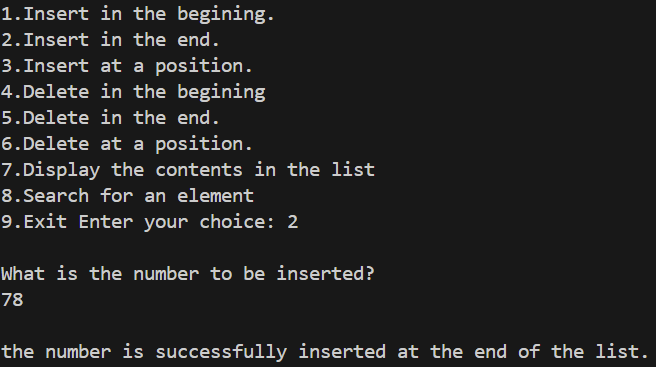 1.Insert in the begining.
2.Insert in the end.
3.Insert at a position.
4.Delete in the begining
5.Delete in the end.
6.Delete at a position.
7.Display the contents in the list
8.Search for an element
9.Exit Enter your choice: 2
What is the number to be inserted?
78
the number is successfully inserted at the end of the list.